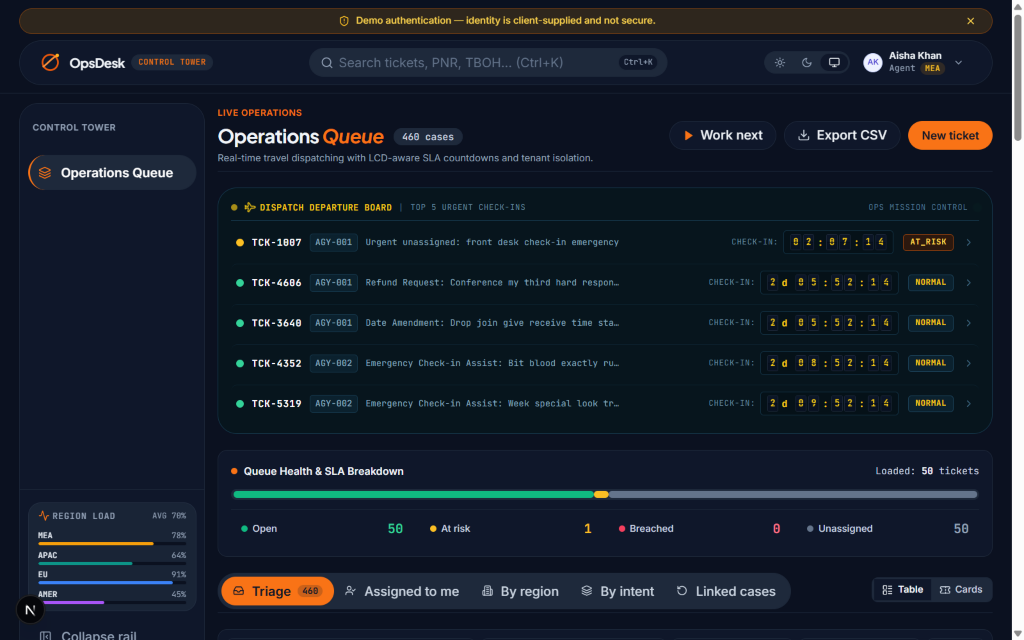 Demo authentication — identity is client-supplied and not secure.
OpsDesk CONTROL TOWER
Search tickets, PNR, TBOH... (Ctrl+K) Ctrl+K
AK Aisha Khan
Agent MEA
CONTROL TOWER
Operations Queue
LIVE OPERATIONS
Operations Queue 460 cases
Real-time travel dispatching with LCD-aware SLA countdowns and tenant isolation.
Work next Export CSV New ticket
DISPATCH DEPARTURE BOARD | TOP 5 URGENT CHECK-INS OPS MISSION CONTROL
TCK-1007 AGY-001 Urgent unassigned: front desk check-in emergency CHECK-IN: 02:07:14 AT_RISK
TCK-4606 AGY-001 Refund Request: Conference my third hard respon… CHECK-IN: 2d 05:52:14 NORMAL
TCK-3640 AGY-001 Date Amendment: Drop join give receive time sta… CHECK-IN: 2d 05:52:14 NORMAL
TCK-4352 AGY-002 Emergency Check-in Assist: Bit blood exactly ru… CHECK-IN: 2d 08:52:14 NORMAL
TCK-5319 AGY-002 Emergency Check-in Assist: Week special look tr… CHECK-IN: 2d 09:52:14 NORMAL
Queue Health & SLA Breakdown Loaded: 50 tickets
Open 50 At risk 1 Breached 0 Unassigned 50
REGION LOAD AVG 70%
MEA 78%
APAC 64%
EU 91%
AMER 45%
N
Collapse rail
Triage 460 Assigned to me By region By intent Linked cases Table Cards